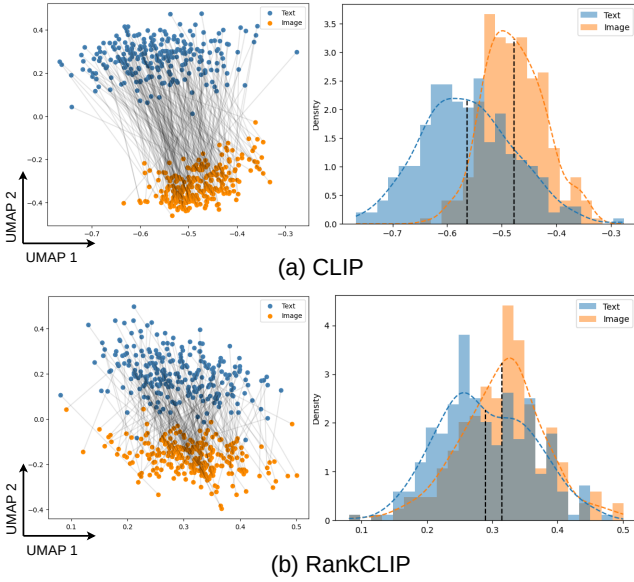 Text
Image
0.4
0.2
0.0
−0.2
−0.4
−0.7 −0.6 −0.5 −0.4 −0.3
UMAP 2
UMAP 1
Text
Image
3.5
3.0
2.5
2.0
1.5
1.0
0.5
0.0
Density
−0.7 −0.5 −0.4 −0.3
(a) CLIP
Text
Image
0.4
0.2
0.0
−0.2
−0.4
0.1 0.2 0.3 0.4 0.5
UMAP 2
UMAP 1
Text
Image
4
3
2
1
0
Density
0.1 0.2 0.3 0.4 0.5
(b) RankCLIP